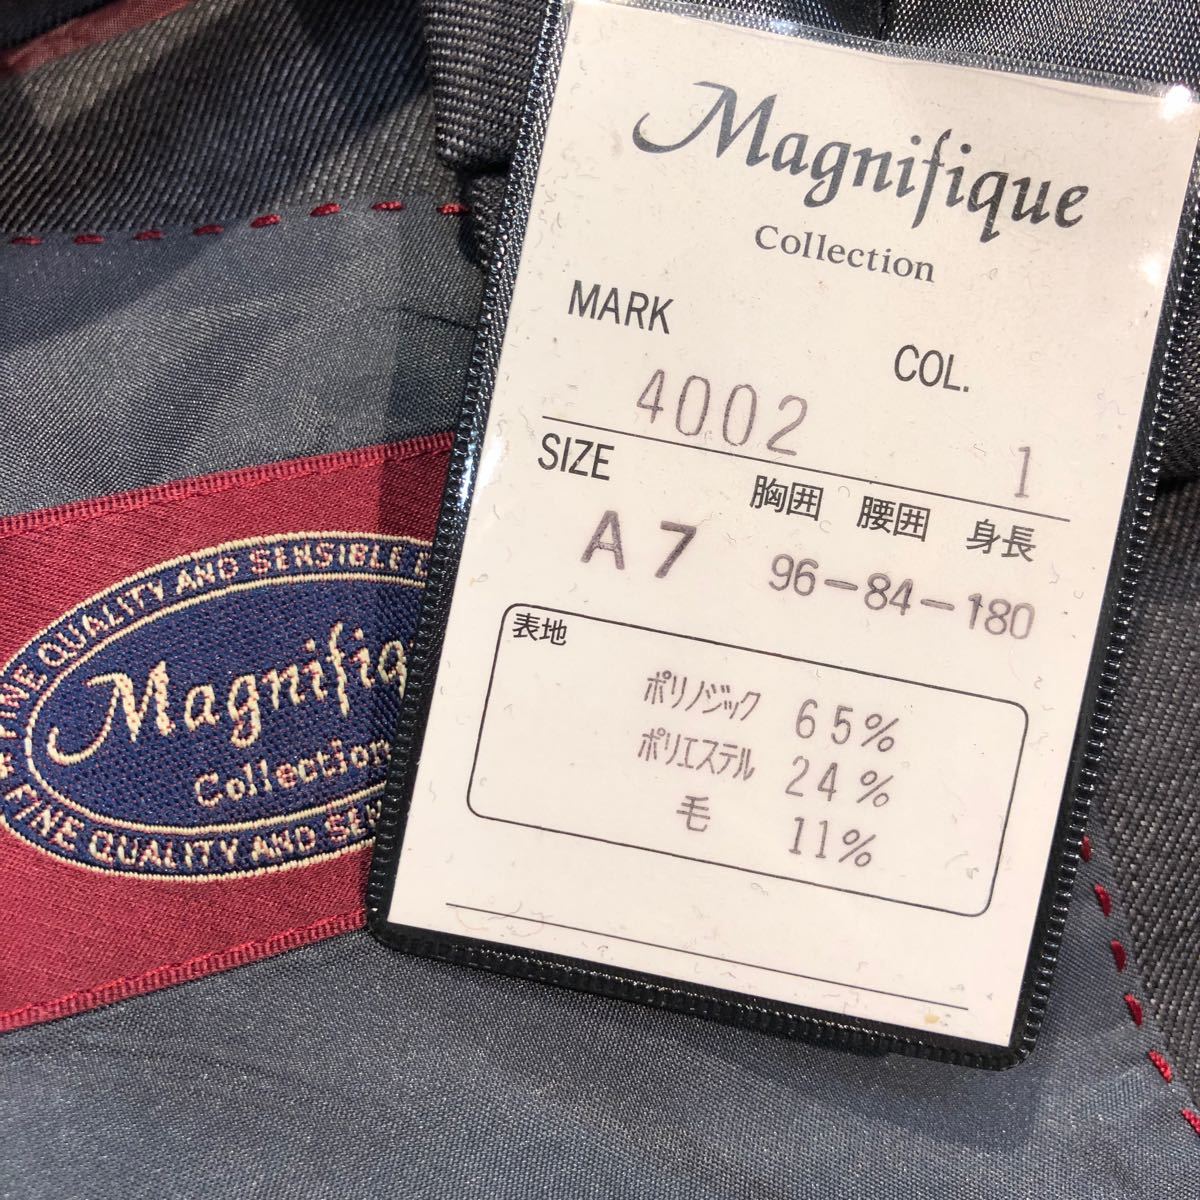 Magnifique
Collection
MARK
COL.
4002
1
SIZE
胸囲 腰囲 身長
A7 96-84-180
表地
ポリノジック 65%
ポリエステル 24%
毛 11%
FINE QUALITY AND SENSIBLE
Magnifiq
Collection
FINE QUALITY AND SEN